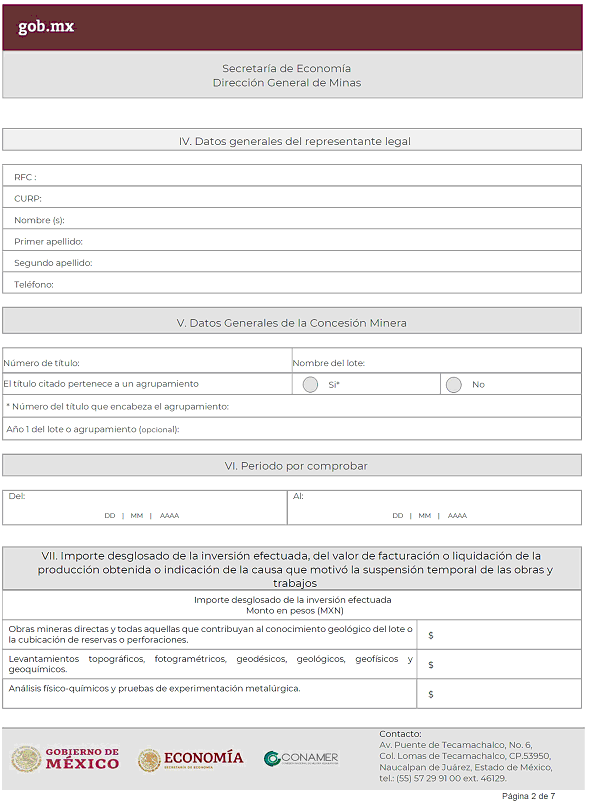 gob.mx
Secretaría de Economía
Dirección General de Minas
IV. Datos generales del representante legal
RFC :
CURP:
Nombre (s):
Primer apellido:
Segundo apellido:
Teléfono:
V. Datos Generales de la Concesión Minera
Número de título: Nombre del lote:
El título citado pertenece a un agrupamiento Si* No
* Número del título que encabeza el agrupamiento:
Año 1 del lote o agrupamiento (opcional):
VI. Periodo por comprobar
Del: Al:
DD | MM | AAAA DD | MM | AAAA
VII. Importe desglosado de la inversión efectuada, del valor de facturación o liquidación de la
producción obtenida o indicación de la causa que motivó la suspensión temporal de las obras y
trabajos
Importe desglosado de la inversión efectuada
Monto en pesos (MXN)
Obras mineras directas y todas aquellas que contribuyan al conocimiento geológico del lote o
la cubicación de reservas o perforaciones. $
Levantamientos topográficos, fotogramétricos, geodésicos, geológicos, geofísicos y
geoquímicos. $
Análisis físico-químicos y pruebas de experimentación metalúrgica. $
GOBIERNO DE
MÉXICO
ECONOMÍA
SECRETARÍA DE ECONOMÍA
CONAMER
Contacto:
Av. Puente de Tecamachalco, No. 6,
Col. Lomas de Tecamachalco, CP.53950,
Naucalpan de Juárez, Estado de México,
tel.: (55) 57 29 91 00 ext. 46129.
Página 2 de 7